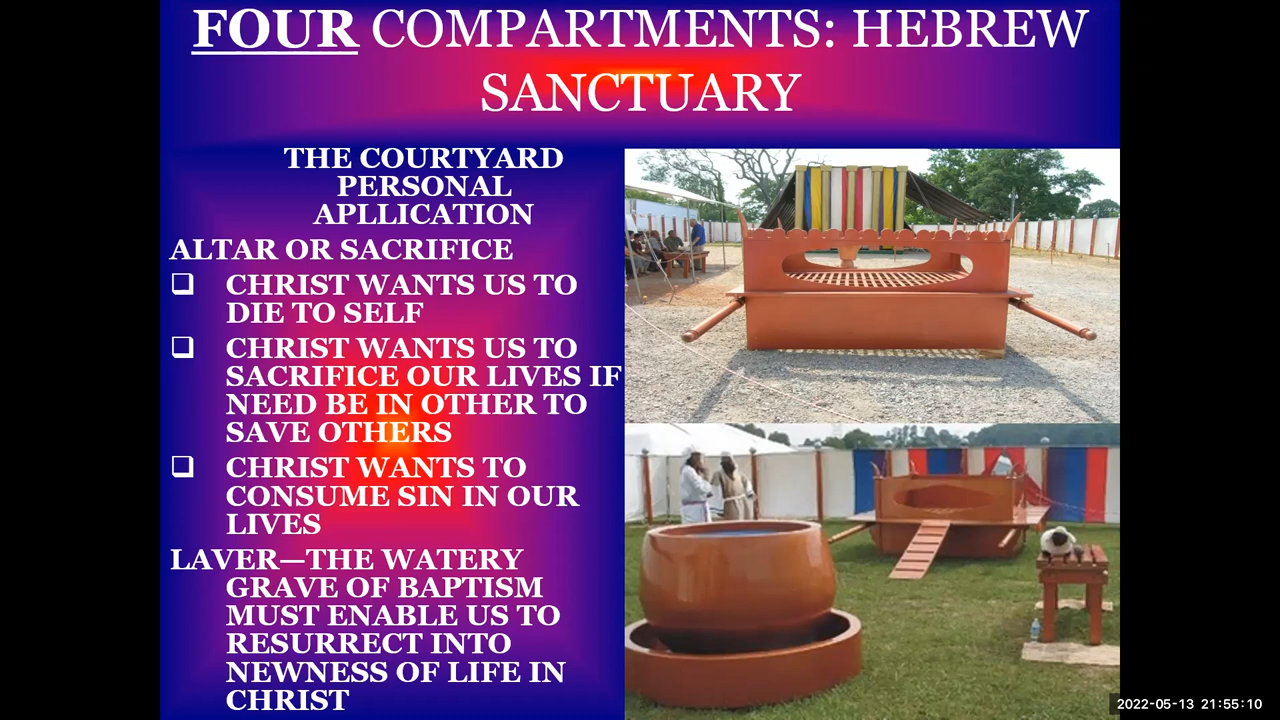 FOUR COMPARTMENTS: HEBREW
SANCTUARY
THE COURTYARD
PERSONAL
APLLICATION
ALTAR OR SACRIFICE
❑ CHRIST WANTS US TO
DIE TO SELF
❑ CHRIST WANTS US TO
SACRIFICE OUR LIVES IF
NEED BE IN OTHER TO
SAVE OTHERS
❑ CHRIST WANTS TO
CONSUME SIN IN OUR
LIVES
LAVER—THE WATERY
GRAVE OF BAPTISM
MUST ENABLE US TO
RESURRECT INTO
NEWNESS OF LIFE IN
CHRIST
2022-05-13 21:55:10